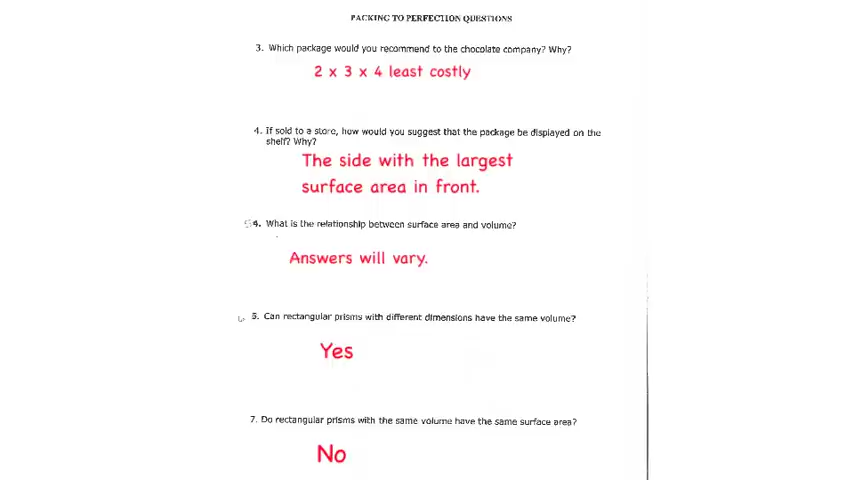 PACKING TO PERFECTION QUESTIONS
3. Which package would you recommend to the chocolate company? Why?
2 x 3 x 4 least costly
4. If sold to a store, how would you suggest that the package be displayed on the
shelf? Why?
The side with the largest
surface area in front.
54. What is the relationship between surface area and volume?
Answers will vary.
5. Can rectangular prisms with different dimensions have the same volume?
Yes
7. Do rectangular prisms with the same volume have the same surface area?
No